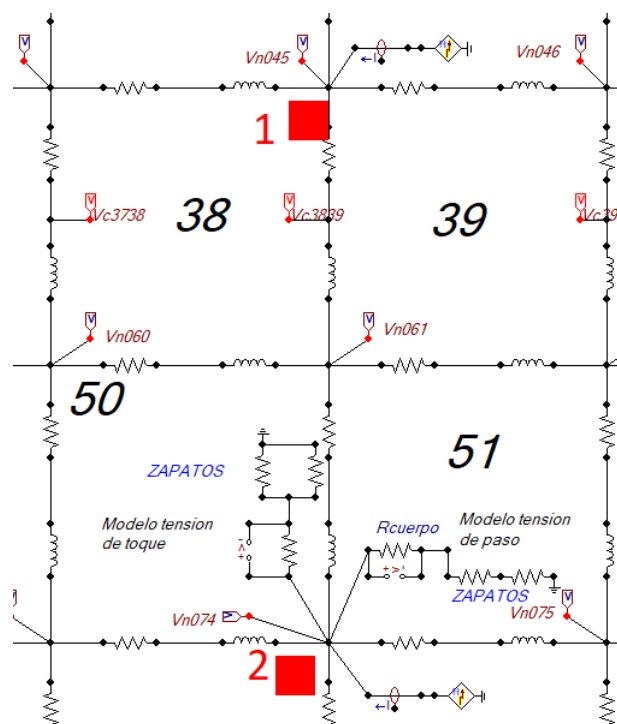 V
V
V
Vn045
Vn046
←I
1
V
V
V
Vc3738
38
Vc3839
39
Vc39
V
V
Vn060
Vn061
50
51
ZAPATOS
Rcuerpo
Modelo tension
de toque
Modelo tension
de paso
+ v -
+ > -
ZAPATOS
V
Vn074
V
Vn075
V
2
←I